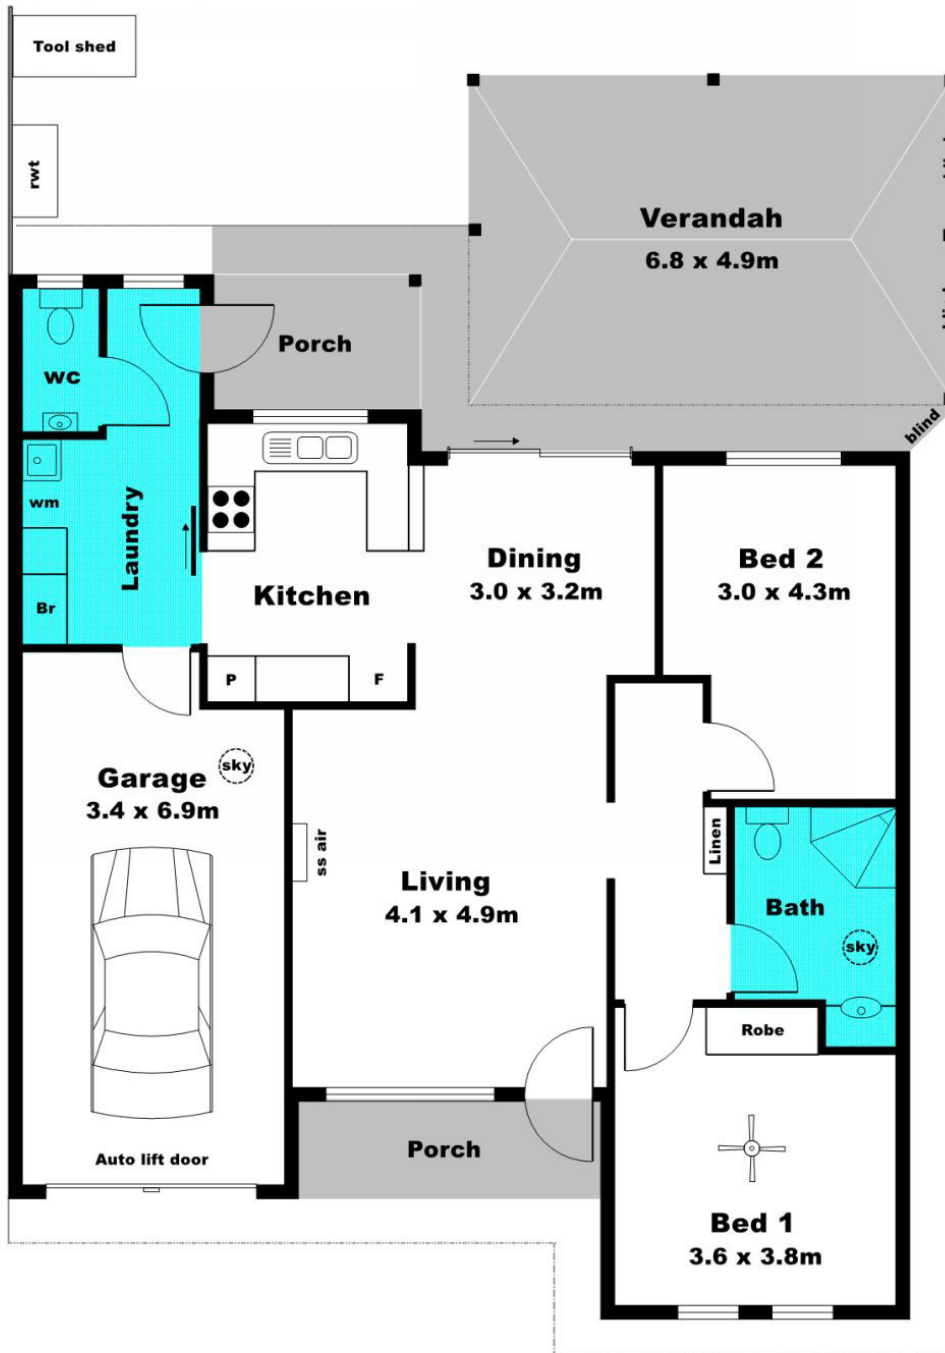 Tool shed
rwt
Verandah
6.8 x 4.9m
Porch
WC
blind
wm
Laundry
Br
Kitchen
P
F
Dining
3.0 x 3.2m
Bed 2
3.0 x 4.3m
Garage
3.4 x 6.9m
sky
ss air
Living
4.1 x 4.9m
Linen
Bath
sky
Robe
Auto lift door
Porch
Bed 1
3.6 x 3.8m